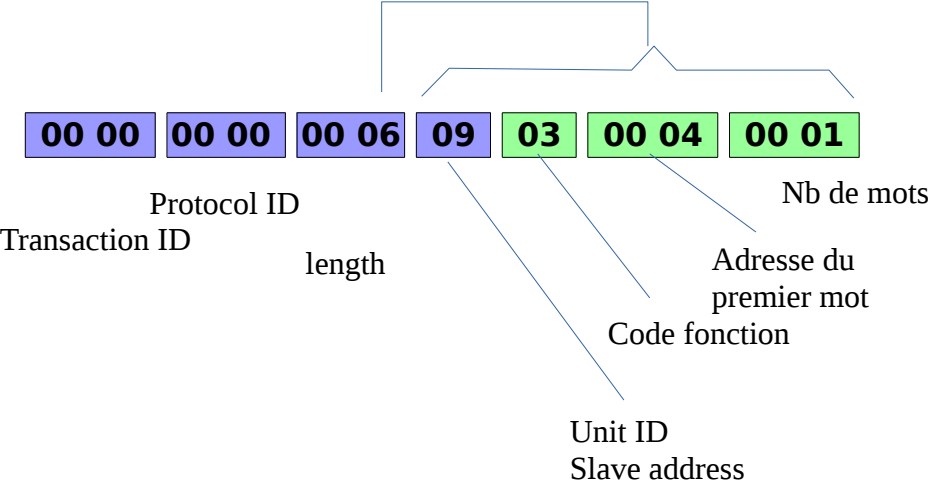 00 00 00 00 00 06 09 03 00 04 00 01
Nb de mots
Protocol ID
Transaction ID
length
Adresse du
premier mot
Code fonction
Unit ID
Slave address